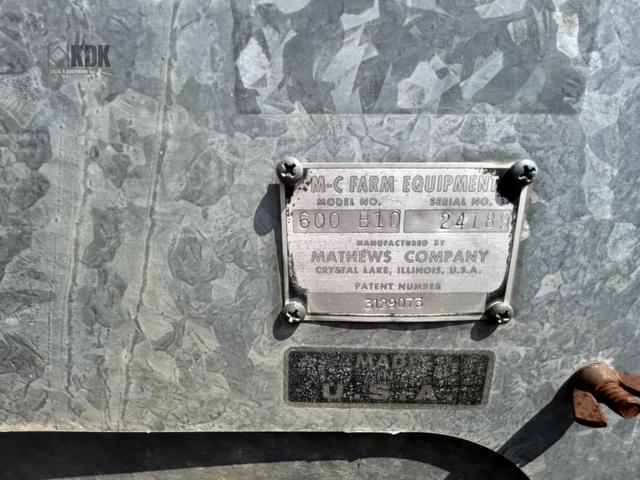 KDK
M-C FARM EQUIPMENT
MODEL NO. SERIAL NO.
600 B10 24789
MANUFACTURED BY
MATHEWS COMPANY
CRYSTAL LAKE, ILLINOIS, U.S.A.
PATENT NUMBER
3129073
MADE
U.S.A.